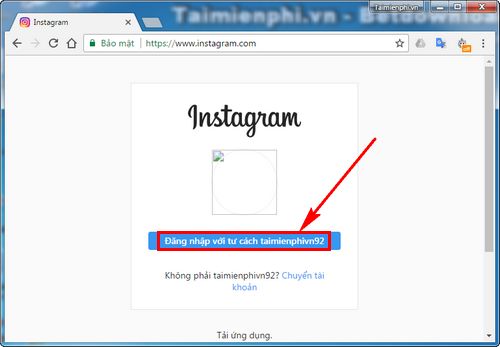 Taimienphi.vn - Betdownload
Taimienphi.vn
Instagram
Bảo mật
https://www.instagram.com
Instagram
Đăng nhập với tư cách taimienphivn92
Không phải taimienphivn92? Chuyển tài
khoản
Tải ứng dụng.